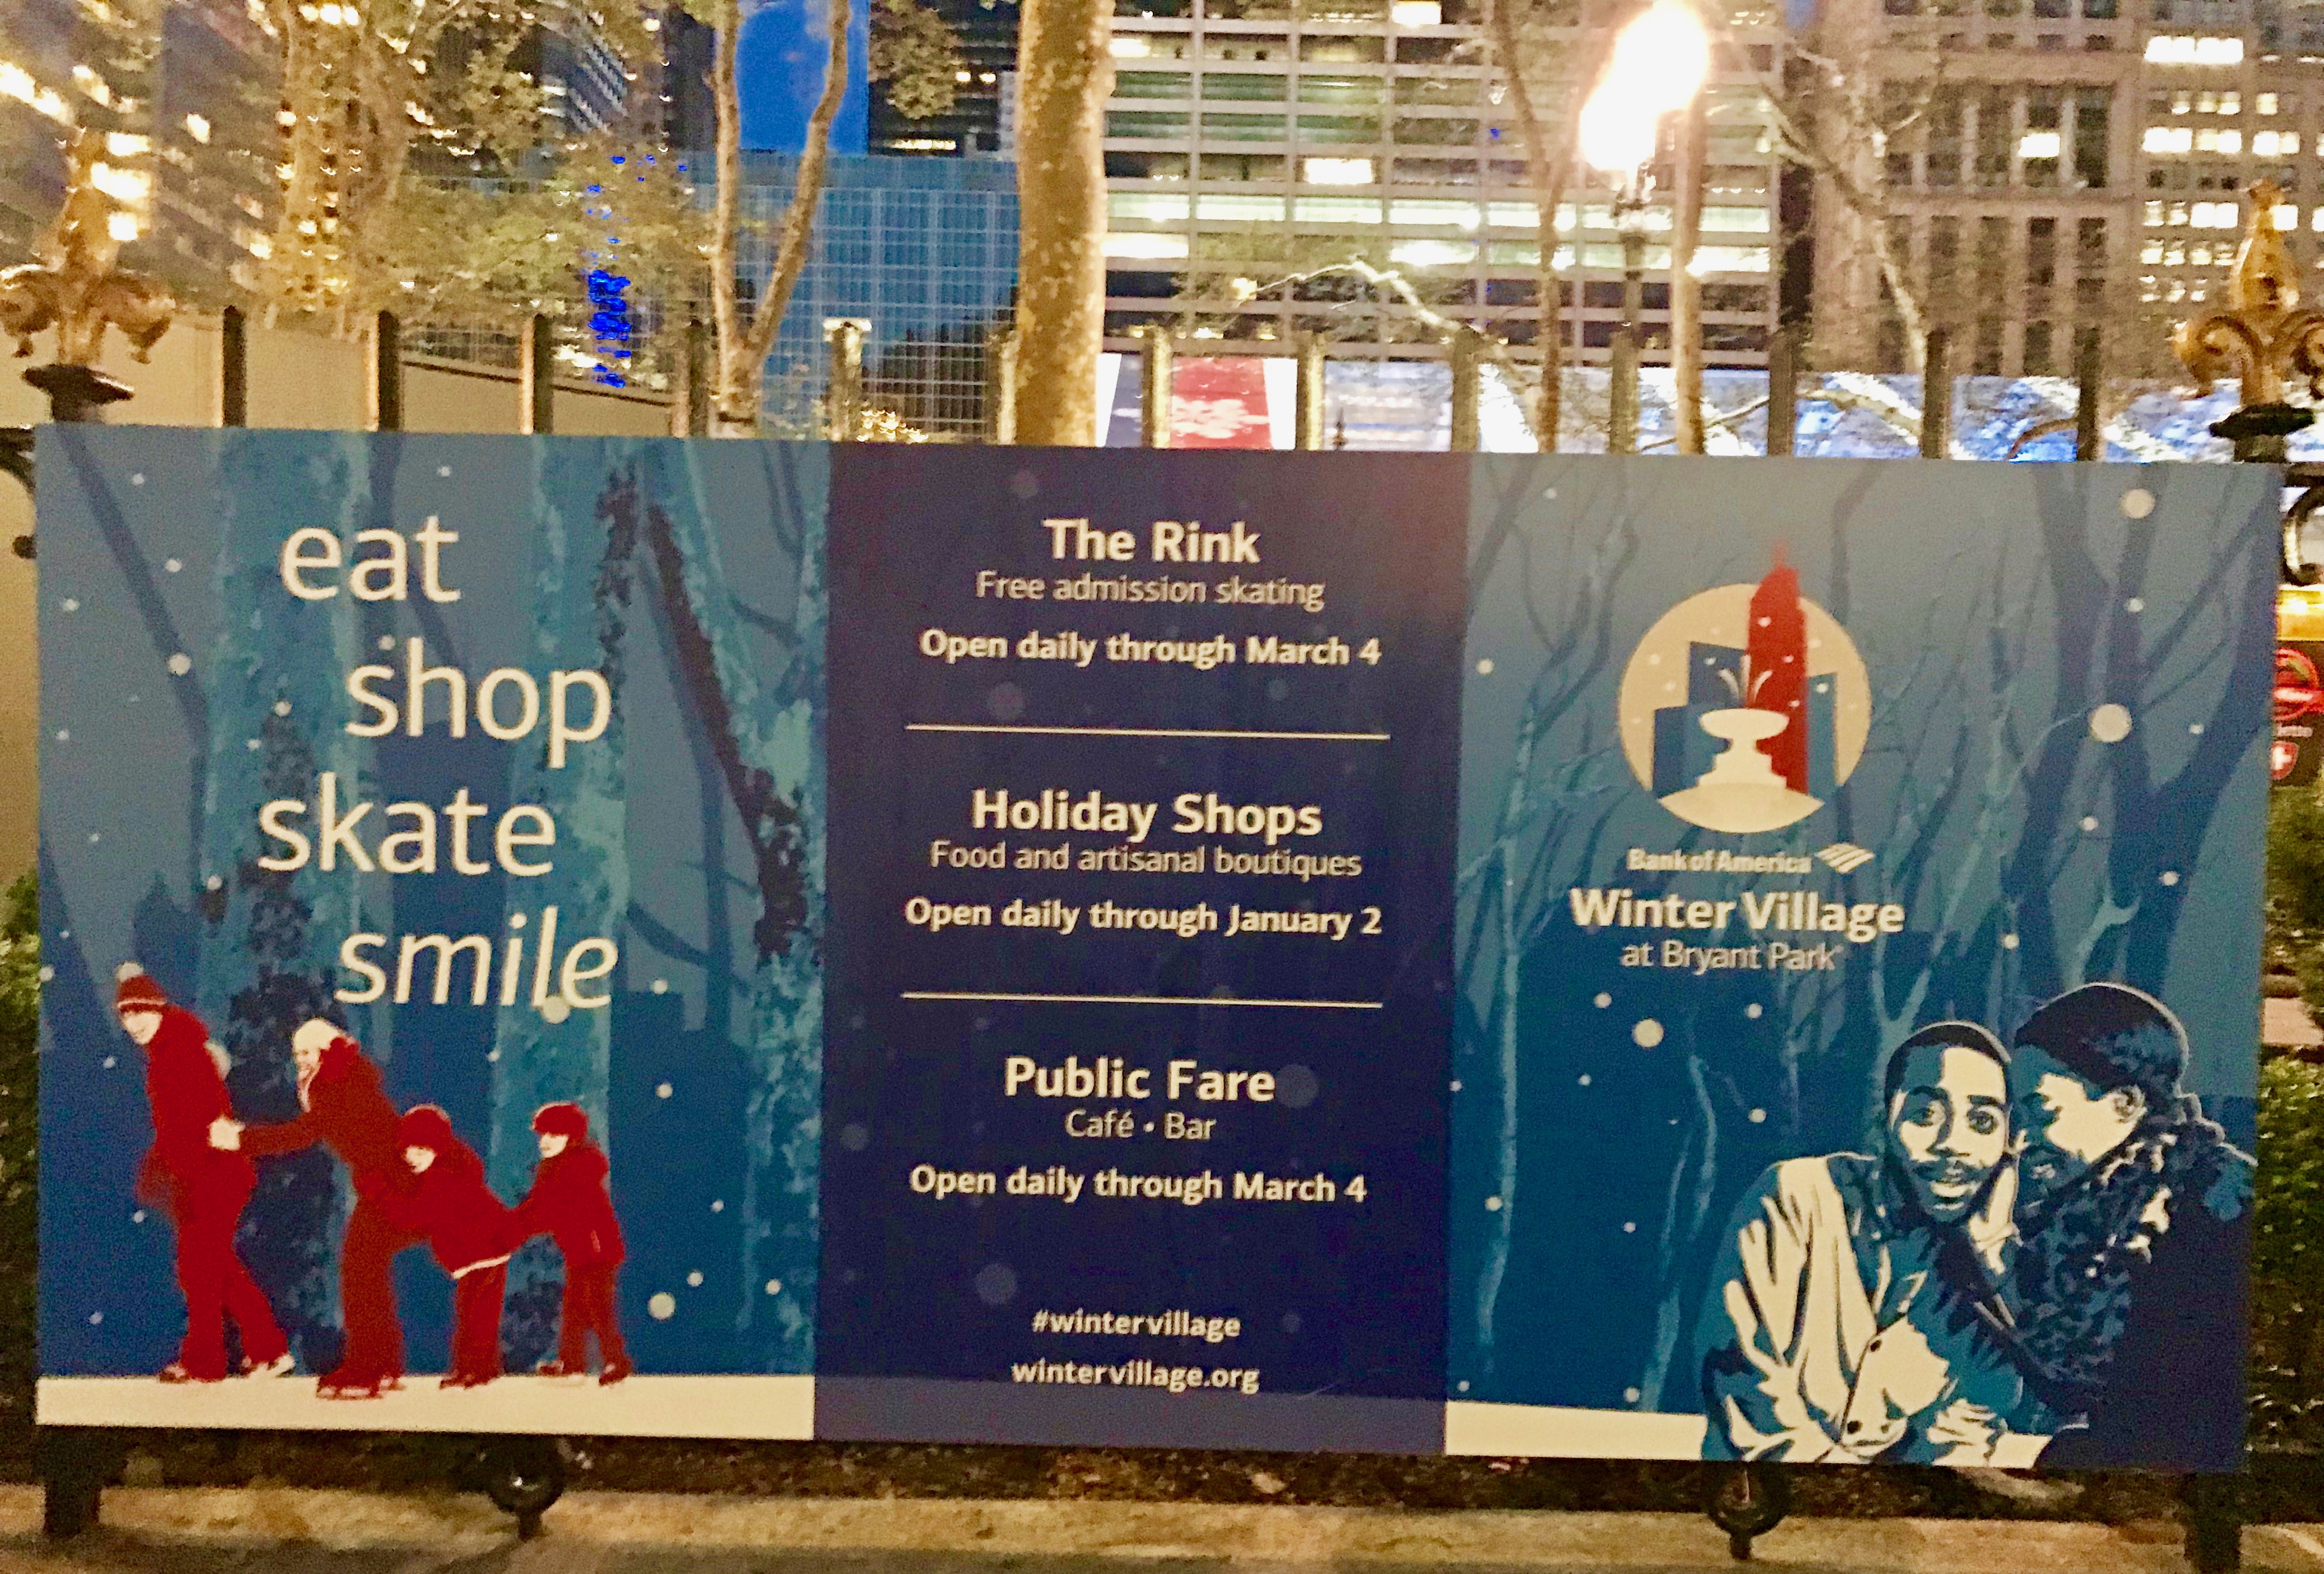 eat
shop
skate
smile
The Rink
Free admission skating
Open daily through March 4
Holiday Shops
Food and artisanal boutiques
Open daily through January 2
Public Fare
Café • Bar
Open daily through March 4
#wintervillage
wintervillage.org
Bank of America
Winter Village
at Bryant Park